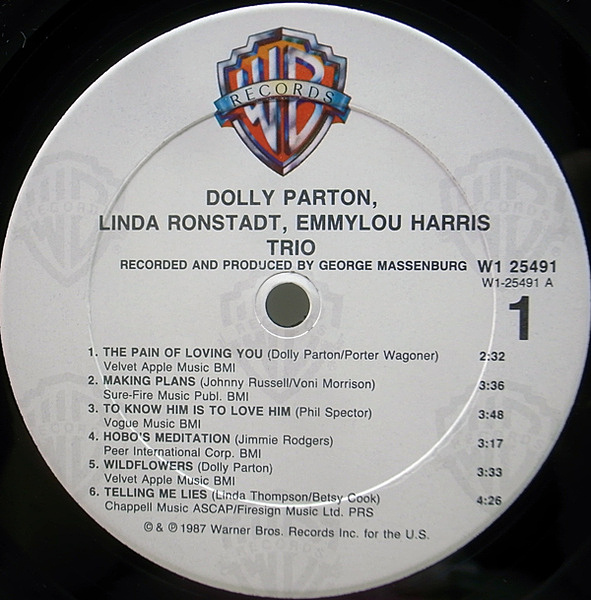 WB
RECORDS
DOLLY PARTON,
LINDA RONSTADT, EMMYLOU HARRIS
TRIO
RECORDED AND PRODUCED BY GEORGE MASSENBURG W1 25491
W1-25491 A
1
1. THE PAIN OF LOVING YOU (Dolly Parton/Porter Wagoner) 2:32
Velvet Apple Music BMI
2. MAKING PLANS (Johnny Russell/Voni Morrison) 3:36
Sure-Fire Music Publ. BMI
3. TO KNOW HIM IS TO LOVE HIM (Phil Spector) 3:48
Vogue Music BMI
4. HOBO'S MEDITATION (Jimmie Rodgers) 3:17
Peer International Corp. BMI
5. WILDFLOWERS (Dolly Parton) 3:33
Velvet Apple Music BMI
6. TELLING ME LIES (Linda Thompson/Betsy Cook) 4:26
Chappell Music ASCAP/Firesign Music Ltd. PRS
© & ℗ 1987 Warner Bros. Records Inc. for the U.S.